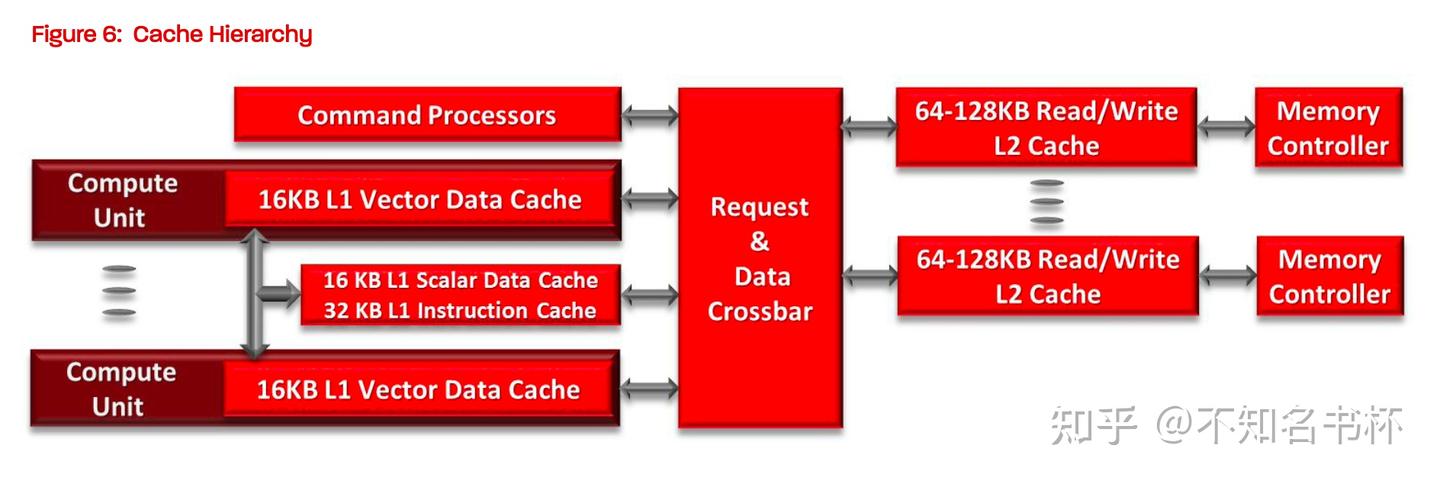 Figure 6: Cache Hierarchy
Command Processors
Compute
Unit
16KB L1 Vector Data Cache
16 KB L1 Scalar Data Cache
32 KB L1 Instruction Cache
Compute
Unit
16KB L1 Vector Data Cache
Request
&
Data
Crossbar
64-128KB Read/Write
L2 Cache
Memory
Controller
64-128KB Read/Write
L2 Cache
Memory
Controller
知乎 @不知名书杯